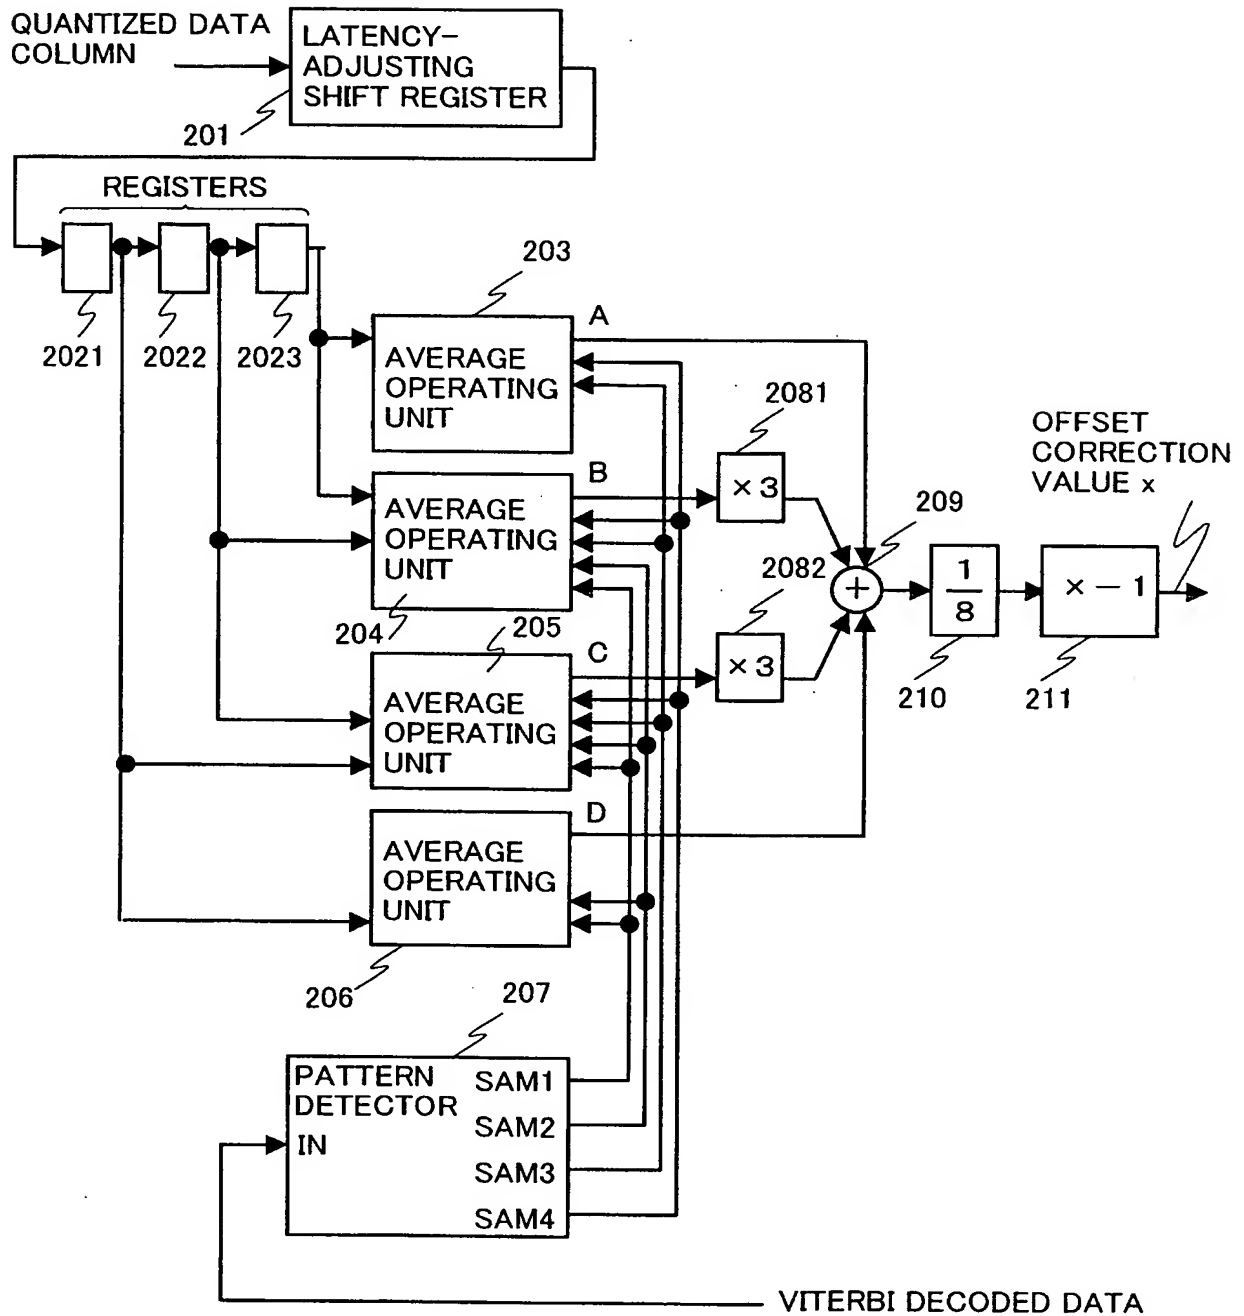 QUANTIZED DATA
COLUMN
LATENCY-
ADJUSTING
SHIFT REGISTER
201
REGISTERS
2021
2022
2023
203
AVERAGE
OPERATING
UNIT
A
B
AVERAGE
OPERATING
UNIT
204
205
C
AVERAGE
OPERATING
UNIT
D
AVERAGE
OPERATING
UNIT
206
207
2081
×3
2082
×3
209
+
1
8
210
× - 1
211
OFFSET
CORRECTION
VALUE x
PATTERN
DETECTOR
IN
SAM1
SAM2
SAM3
SAM4
VITERBI DECODED DATA